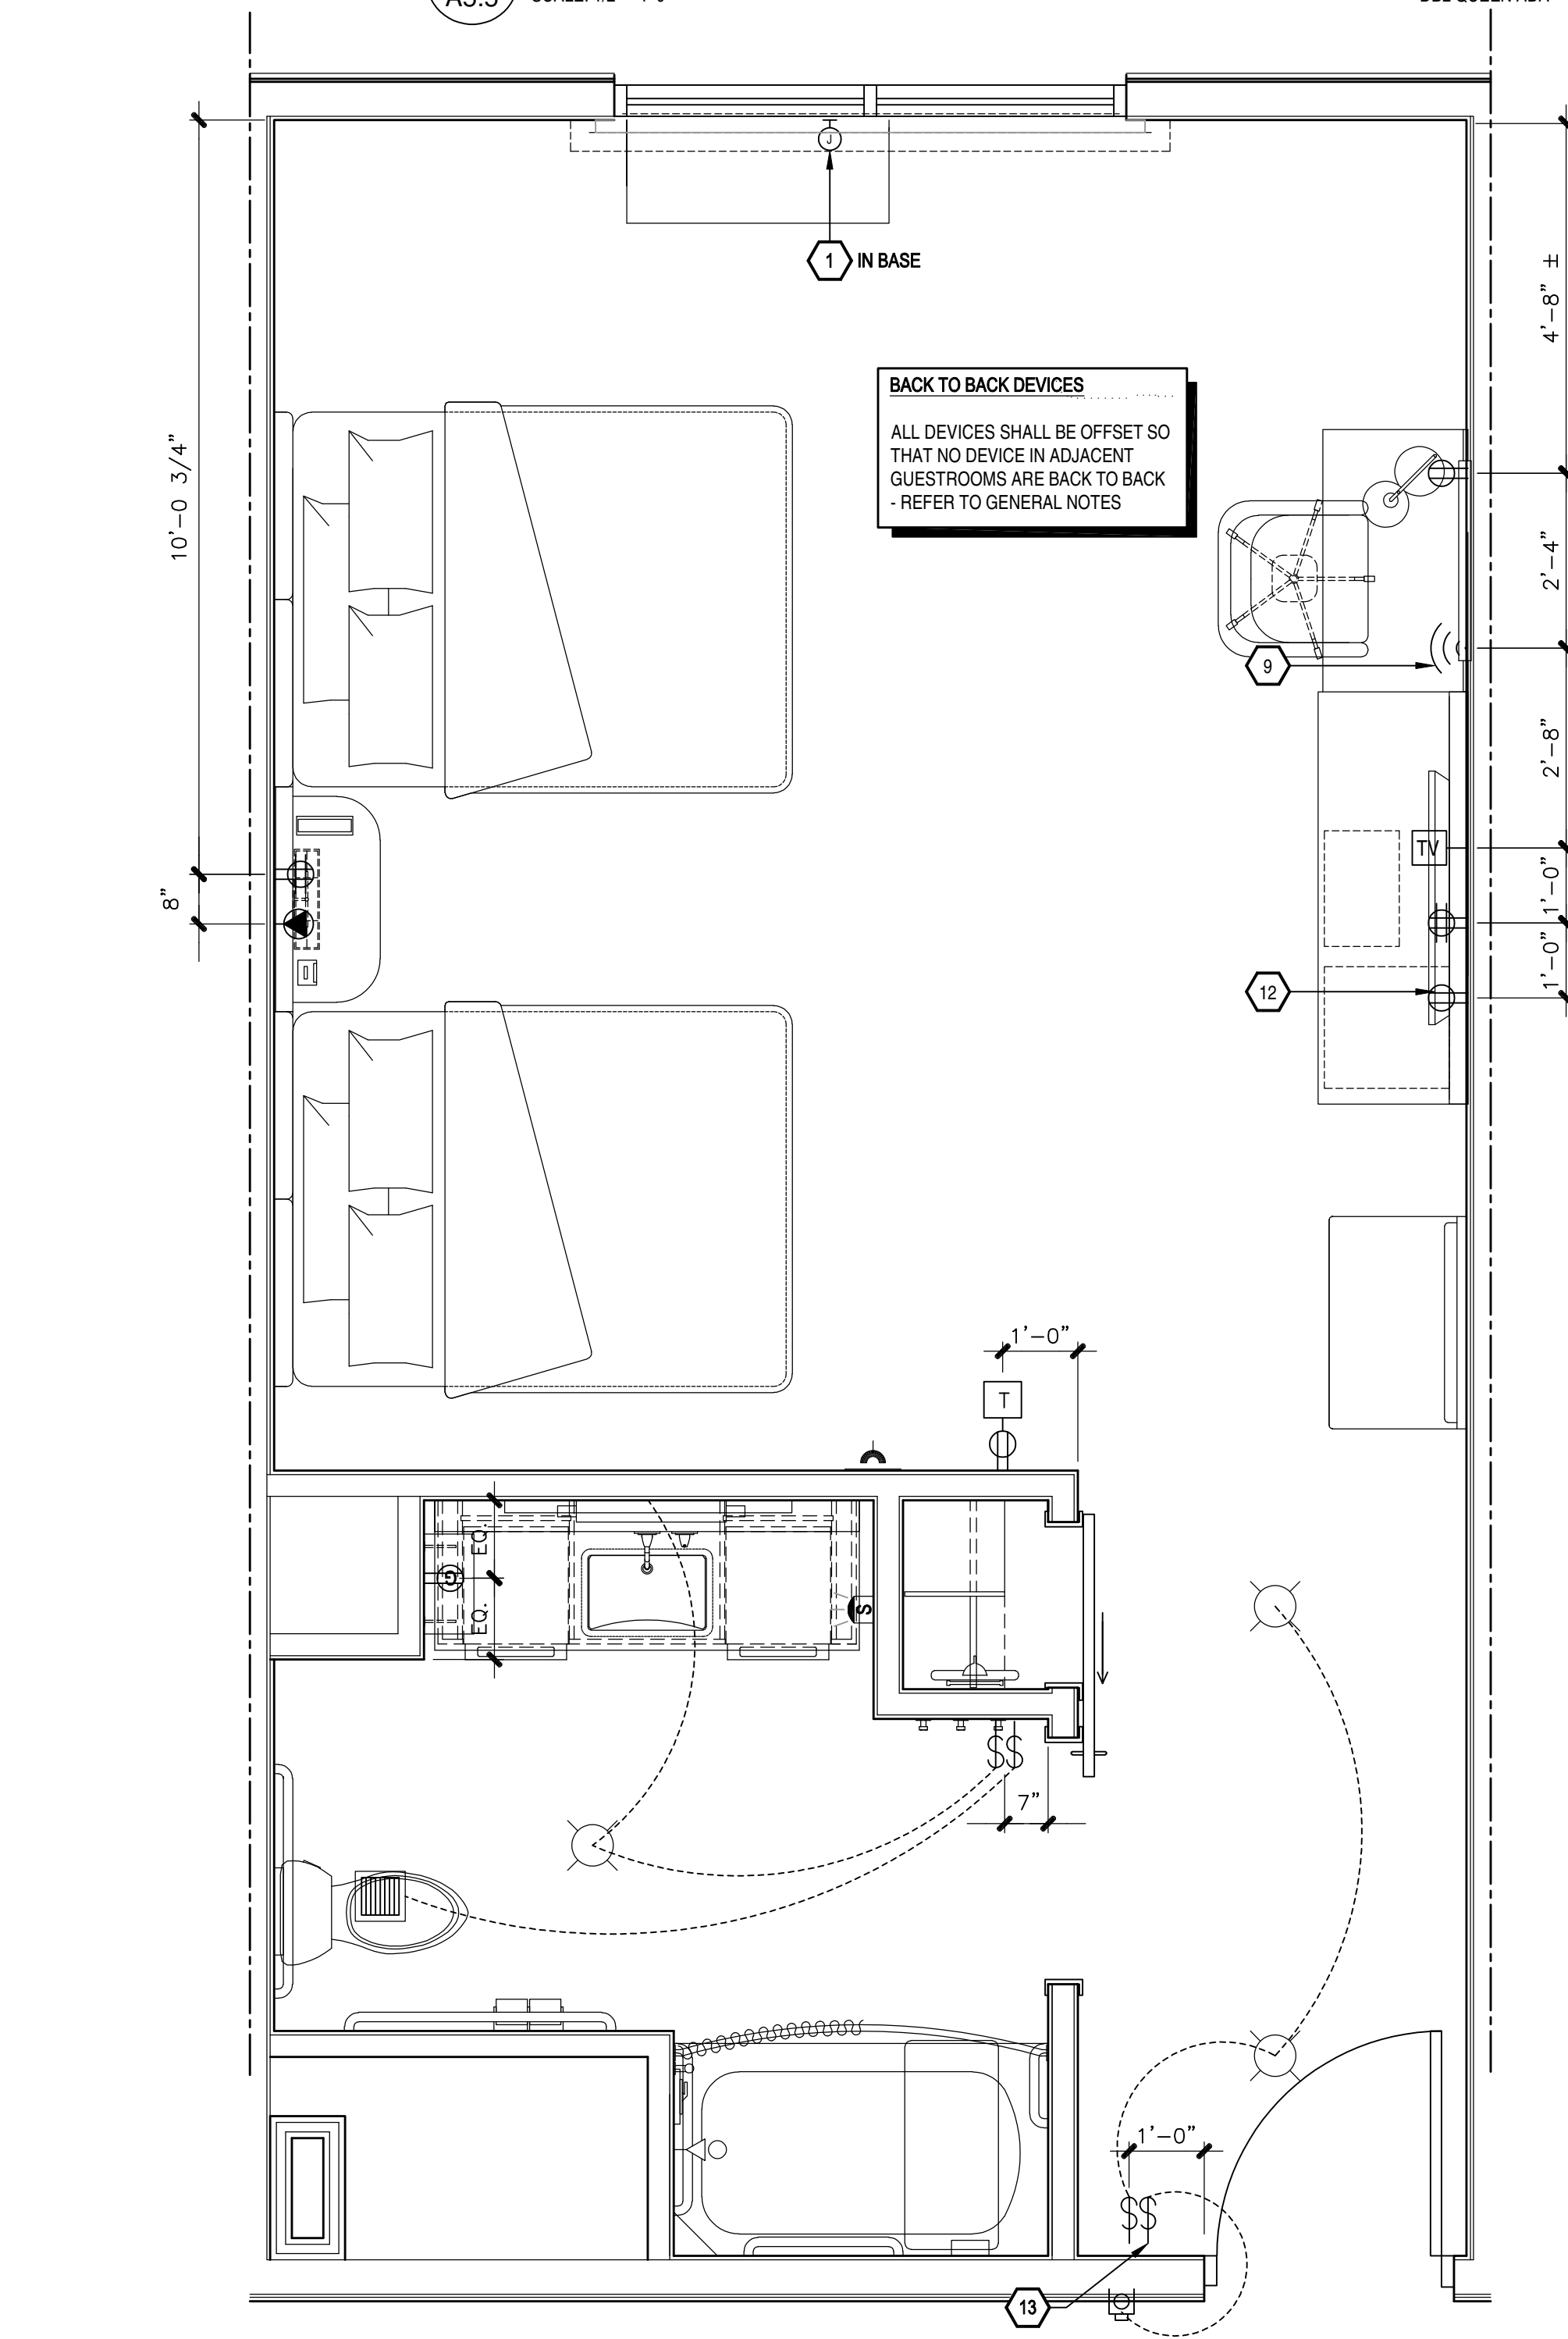 A3.3
1
IN BASE
4'-8" ±
BACK TO BACK DEVICES
ALL DEVICES SHALL BE OFFSET SO
THAT NO DEVICE IN ADJACENT
GUESTROOMS ARE BACK TO BACK
- REFER TO GENERAL NOTES
J
10'-0 3/4"
2'-4"
9
2'-8"
TV
8"
1'-0"
12
1'-0"
1'-0"
T
EQ.
G
EQ.
S
$$
7"
1'-0"
$$
13